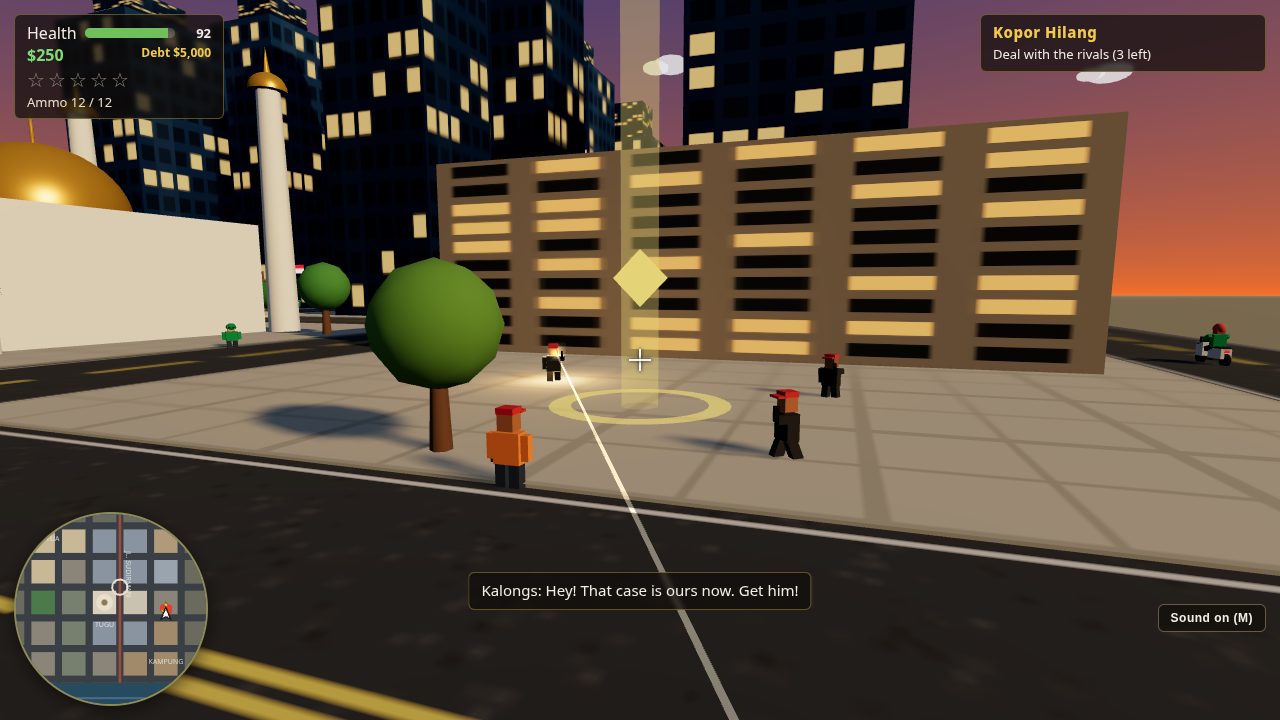 Health 92
$250 Debt $5,000
Ammo 12 / 12
Kopor Hilang
Deal with the rivals (3 left)
Kalongs: Hey! That case is ours now. Get him!
Sound on (M)
TUGU
KAMPUNG